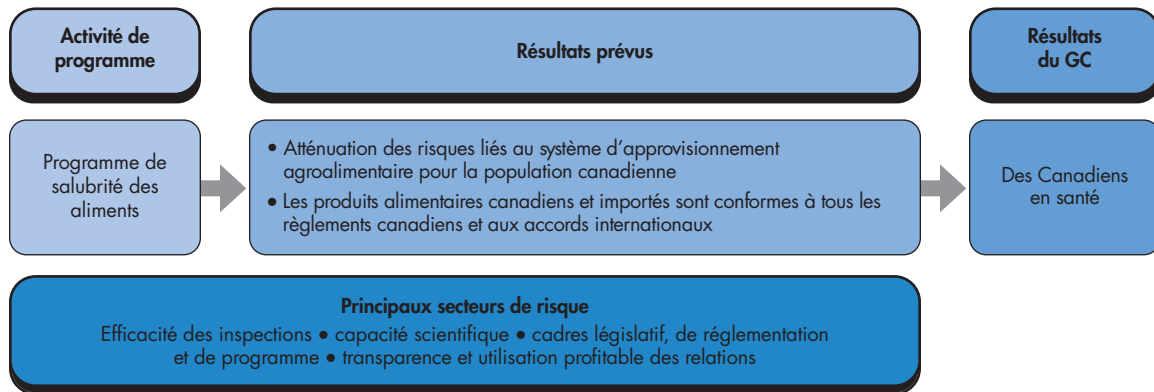 Activité de
programme
Résultats prévus
Résultats
du GC
Programme de
salubrité des
aliments
• Atténuation des risques liés au système d'approvisionnement
agroalimentaire pour la population canadienne
• Les produits alimentaires canadiens et importés sont conformes à tous les
règlements canadiens et aux accords internationaux
Des Canadiens
en santé
Principaux secteurs de risque
Efficacité des inspections • capacité scientifique • cadres législatif, de réglementation
et de programme • transparence et utilisation profitable des relations